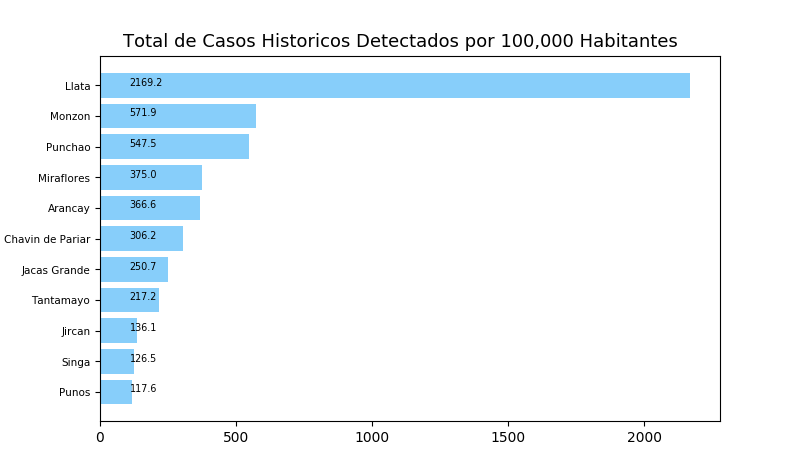 Total de Casos Historicos Detectados por 100,000 Habitantes
Llata 2169.2
Monzon 571.9
Punchao 547.5
Miraflores 375.0
Arancay 366.6
Chavin de Pariar 306.2
Jacas Grande 250.7
Tantamayo 217.2
Jircan 136.1
Singa 126.5
Punos 117.6
0 500 1000 1500 2000